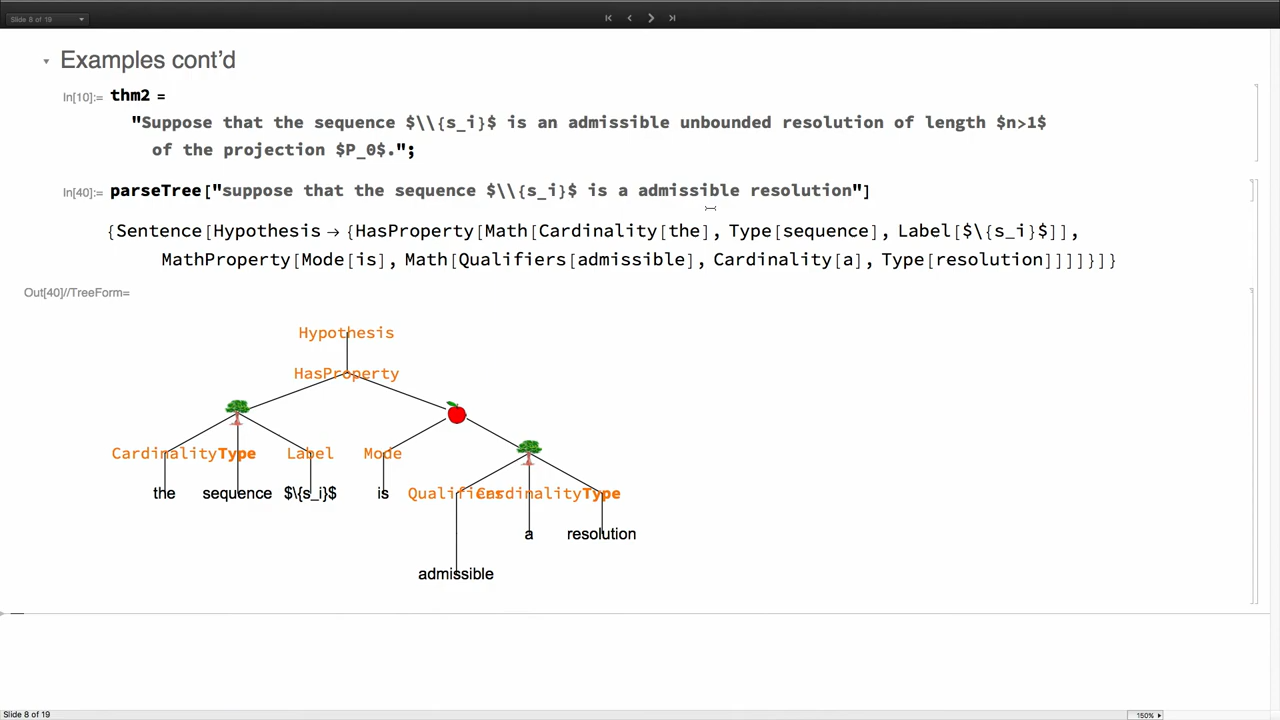 Slide 8 of 19
Examples cont’d
In[10]:= thm2 =
"Suppose that the sequence $\\{s_i}$ is an admissible unbounded resolution of length $n>1$
of the projection $P_0$.";
In[40]:= parseTree["suppose that the sequence $\\{s_i}$ is a admissible resolution"]
{Sentence[Hypothesis → {HasProperty[Math[Cardinality[the], Type[sequence], Label[$\{s_i}$]],
MathProperty[Mode[is], Math[Qualifiers[admissible], Cardinality[a], Type[resolution]]]]}]}
Out[40]//TreeForm=
Hypothesis
HasProperty
Cardinality Type Label Mode
the sequence $\{s_i}$ is Qualifiers Cardinality Type
a resolution
admissible
Slide 8 of 19 150%